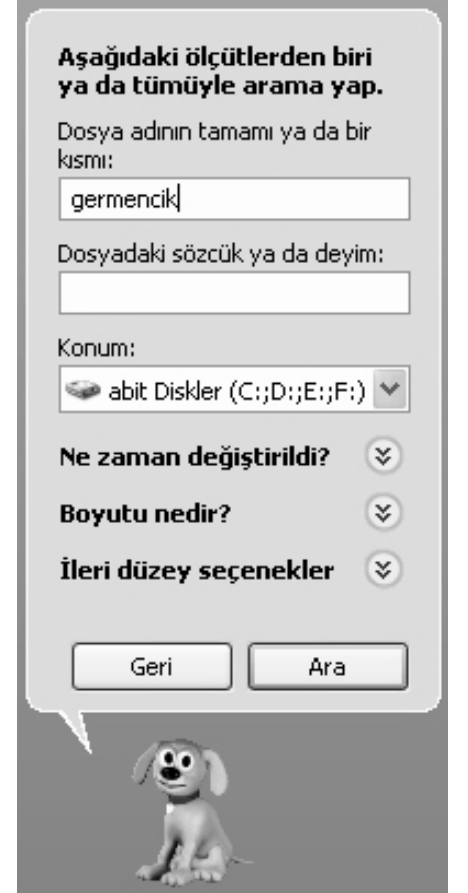 Aşağıdaki ölçütlerden biri
ya da tümüyle arama yap.
Dosya adının tamamı ya da bir
kısmı:
germencik
Dosyadaki sözcük ya da deyim:
Konum:
abit Diskler (C:;D:;E:;F:)
Ne zaman değiştirildi?
Boyutu nedir?
İleri düzey seçenekler
Geri
Ara